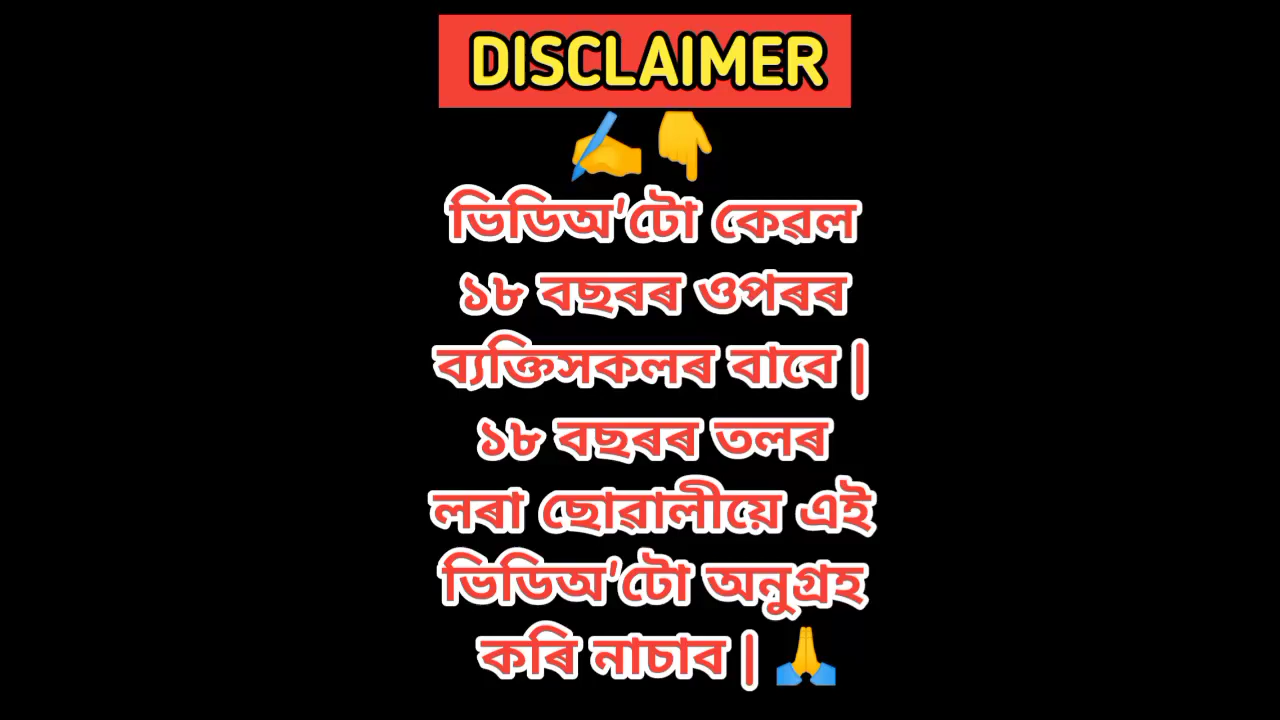 DISCLAIMER
✍️👇
ভিডিঅ'টো কেৱল
১৮ বছৰৰ ওপৰৰ
ব্যক্তিসকলৰ বাবে |
১৮ বছৰৰ তলৰ
লৰা ছোৱালীয়ে এই
ভিডিঅ'টো অনুগ্ৰহ
কৰি নাচাব | 🙏